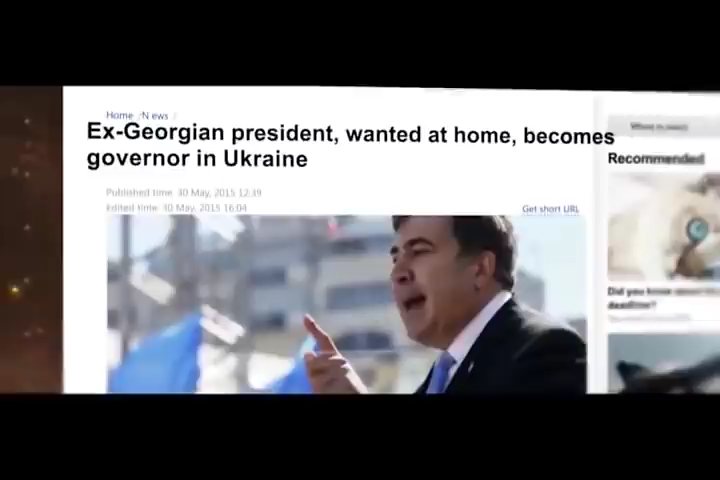 Home / News /
Ex-Georgian president, wanted at home, becomes
governor in Ukraine
Published time: 30 May, 2015 12:39
Edited time: 30 May, 2015 16:04
Get short URL
Recommended
Did you know
deadline?